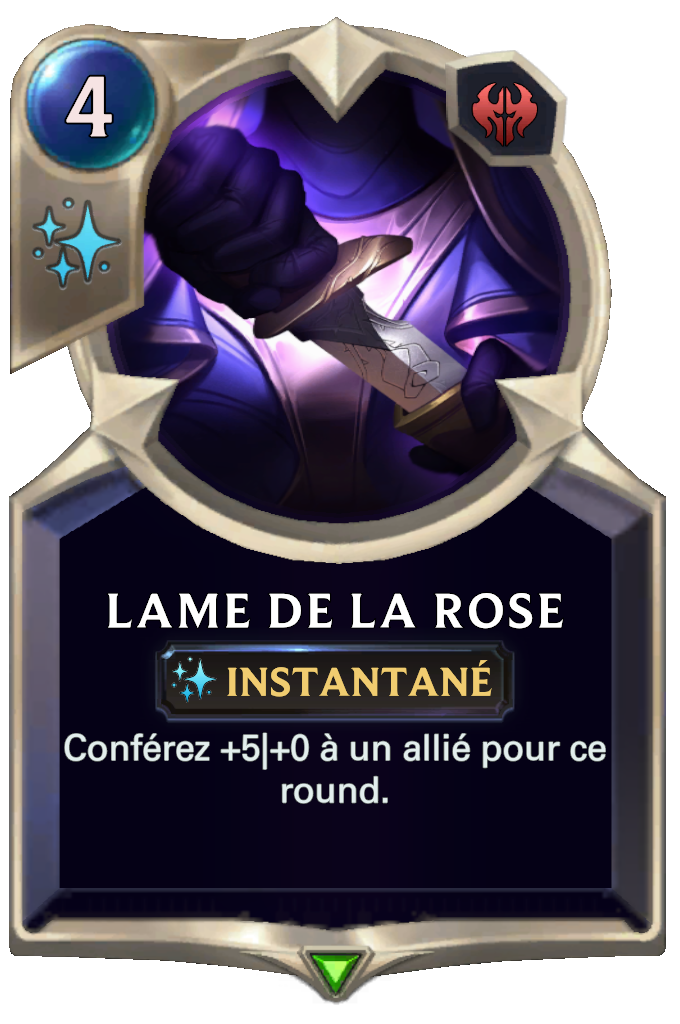 4
LAME DE LA ROSE
INSTANTANÉ
Conférez +5|+0 à un allié pour ce
round.